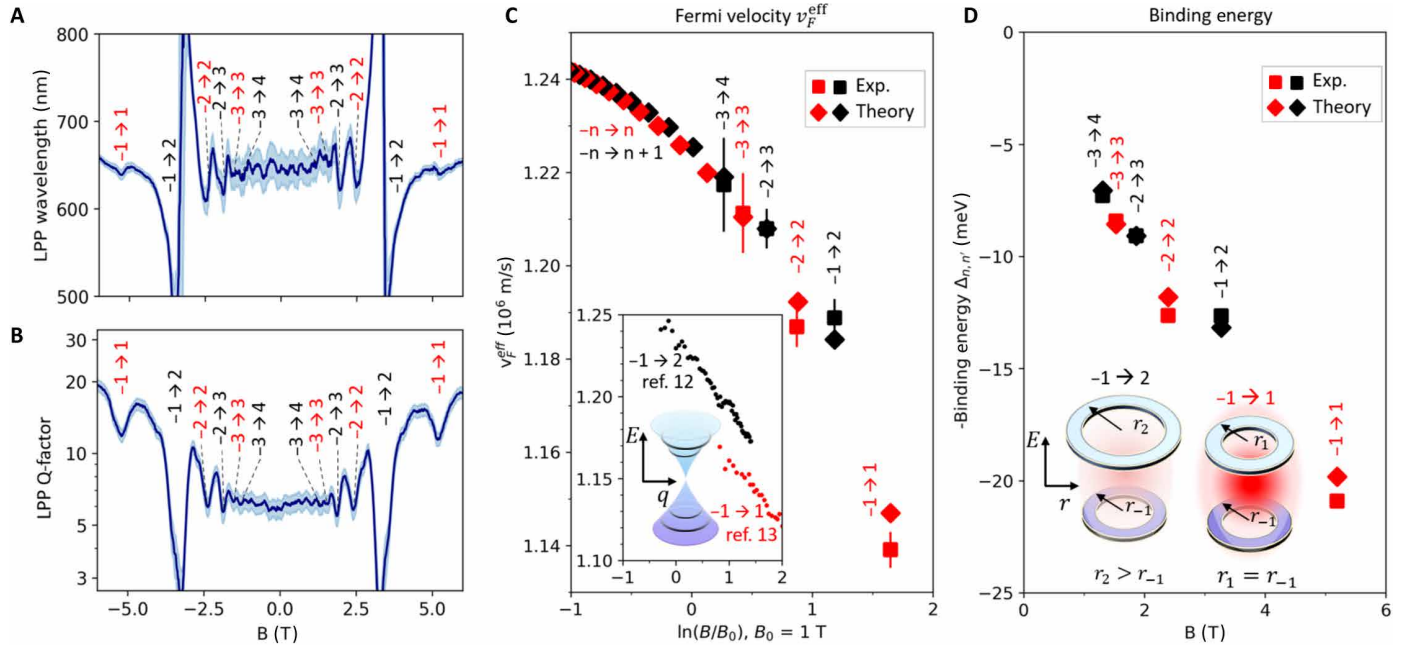 A
LPP wavelength (nm)
800
700
600
500
-1→1
-1→2
-2→2
-2→3
-3→3
-3→4
-3→4
-3→3
-2→3
-2→2
-1→2
-1→1
B
LPP Q-factor
30
20
10
5
3
-1→1
-1→2
-2→2
-2→3
-3→3
-3→4
-3→4
-3→3
-2→3
-2→2
-1→2
-1→1
−5.0
−2.5
0.0
2.5
5.0
B (T)
C
Fermi velocity v_F^eff
v_F^eff (10^6 m/s)
1.24
1.22
1.20
1.18
1.16
1.14
Exp.
Theory
−n → n
−n → n + 1
-3→4
-3→3
-2→3
-2→2
-1→2
-1→1
1.25
1.20
1.15
1.10
−1 → 2
ref. 12
−1 → 1
ref. 13
E
q
−1
0
1
2
−1
0
1
2
ln(B/B₀), B₀ = 1 T
D
Binding energy
-Binding energy Δn,n′ (meV)
0
−5
−10
−15
−20
−25
Exp.
Theory
-3→4
-3→3
-2→3
-2→2
-1→2
-1→1
−1 → 2
−1 → 1
r₂
r₁
E
r
r₋₁
r₋₁
r₂ > r₋₁
r₁ = r₋₁
0
2
4
6
B (T)